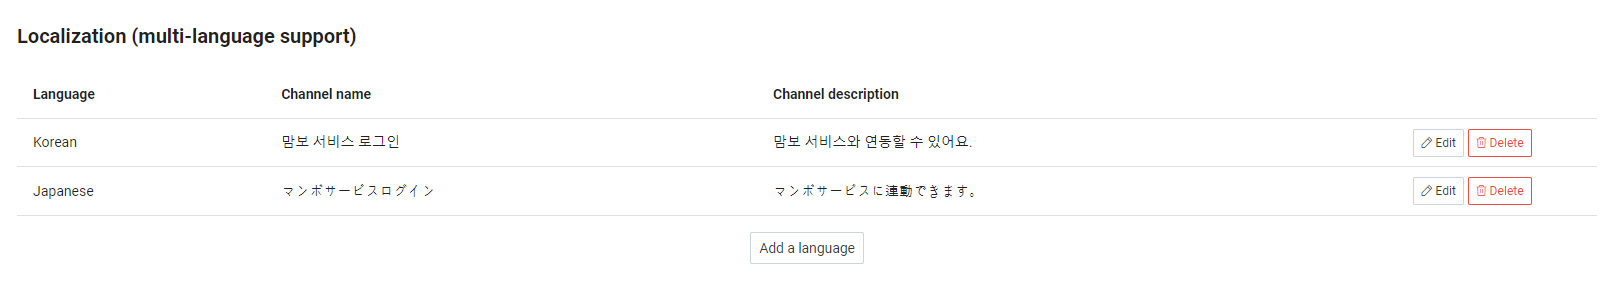 Localization (multi-language support)
Language Channel name Channel description
Korean 맘보 서비스 로그인 맘보 서비스와 연동할 수 있어요. Edit Delete
Japanese マンボサービスログイン マンボサービスに連動できます。 Edit Delete
Add a language